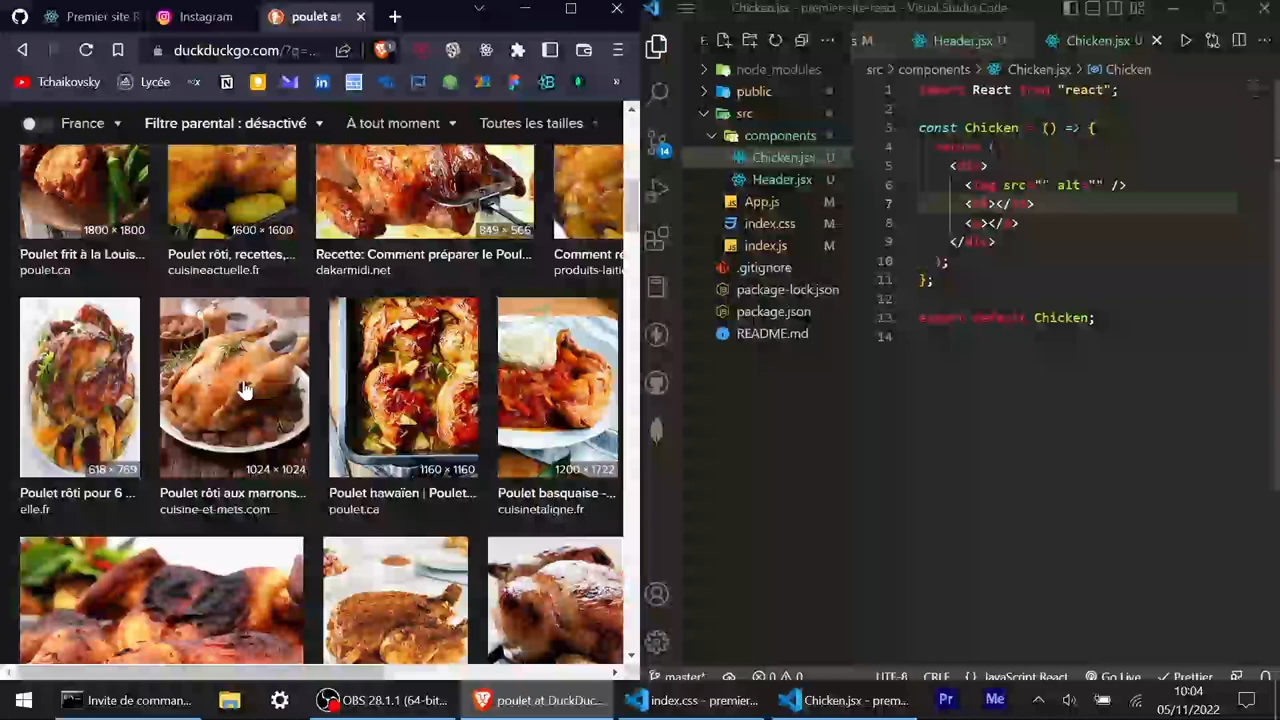 Premier site R
Instagram
poulet at
duckduckgo.com/?q=...
Tchaikovsky
Lycée
France
Filtre parental : désactivé
À tout moment
Toutes les tailles
1800 × 1800
1600 × 1600
849 × 566
Poulet frit à la Louis...
Poulet rôti, recettes,...
Recette: Comment préparer le Poul...
Comment re
poulet.ca
cuisineactuelle.fr
dakarmidi.net
produits-laiti
618 × 769
1024 × 1024
1160 × 1160
1200 × 1722
Poulet rôti pour 6 ...
Poulet rôti aux marrons...
Poulet hawaïen | Poulet...
Poulet basquaise -...
elle.fr
cuisine-et-mets.com...
poulet.ca
cuisinetaligne.fr
Chicken.jsx - premier-site-react - Visual Studio Code
14
node_modules
public
src
components
Chicken.jsx U
Header.jsx U
App.js M
index.css M
index.js M
.gitignore
package-lock.json
package.json
README.md
s M
Header.jsx U
Chicken.jsx U
src > components > Chicken.jsx > Chicken
1 import React from "react";
2
3 const Chicken = () => {
4 return (
5 <div>
6 <img src="" alt="" />
7
8
9 </div>
10 );
11 };
12
13 export default Chicken;
14
master*
0
0
UTF-8
CRLF
{} JavaScript React
Go Live
Prettier
Invite de comman...
OBS 28.1.1 (64-bit...
poulet at DuckDuc...
index.css — premier...
Chicken.jsx — prem...
Pr
Me
10:04
05/11/2022